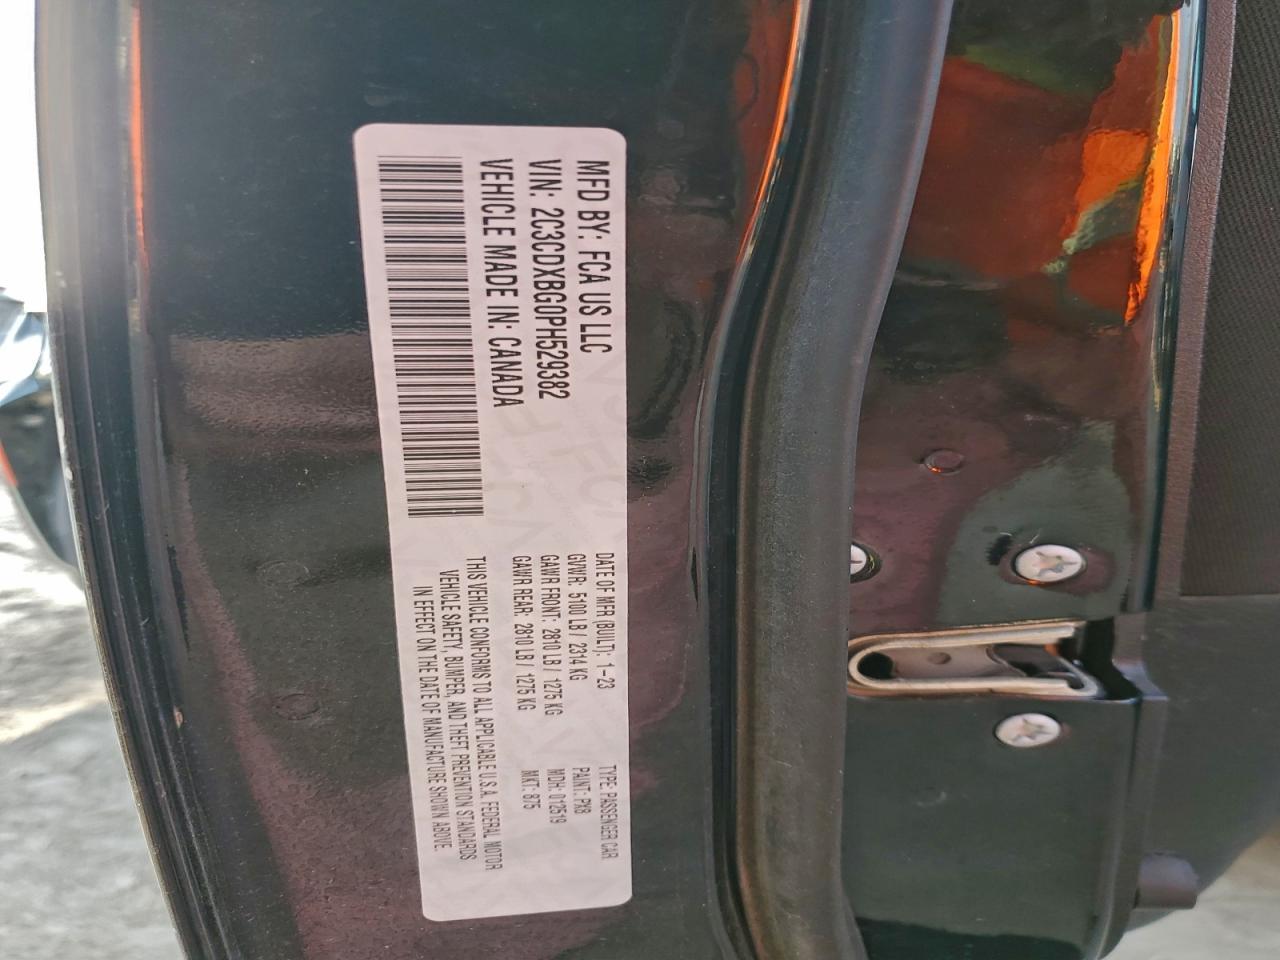 MFD BY: FCA US LLC
VIN: 2C3CDXBG0PH529382
VEHICLE MADE IN: CANADA
DATE OF MFR (BUILT): 1-23
GVWR: 5100 LB / 2314 KG
GAWR FRONT: 2810 LB / 1275 KG
GAWR REAR: 2810 LB / 1275 KG
TYPE: PASSENGER CAR
PAINT: PX8
MDH: 012519
MKT: 875
THIS VEHICLE CONFORMS TO ALL APPLICABLE U.S.A. FEDERAL MOTOR
VEHICLE SAFETY, BUMPER, AND THEFT PREVENTION STANDARDS
IN EFFECT ON THE DATE OF MANUFACTURE SHOWN ABOVE.